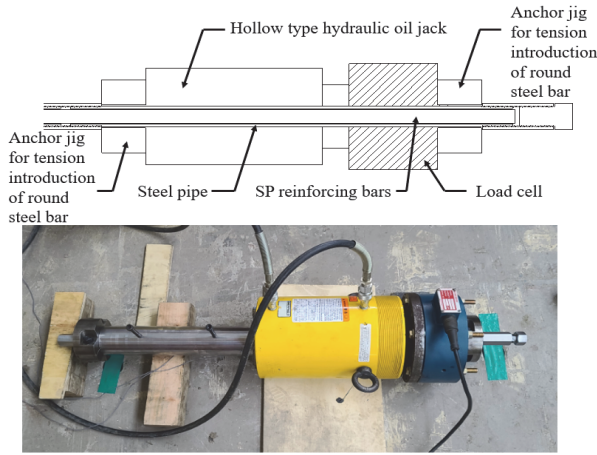 Hollow type hydraulic oil jack
Anchor jig
for tension
introduction
of round
steel bar
Anchor jig
for tension
introduction
of round
steel bar
Steel pipe
SP reinforcing bars
Load cell